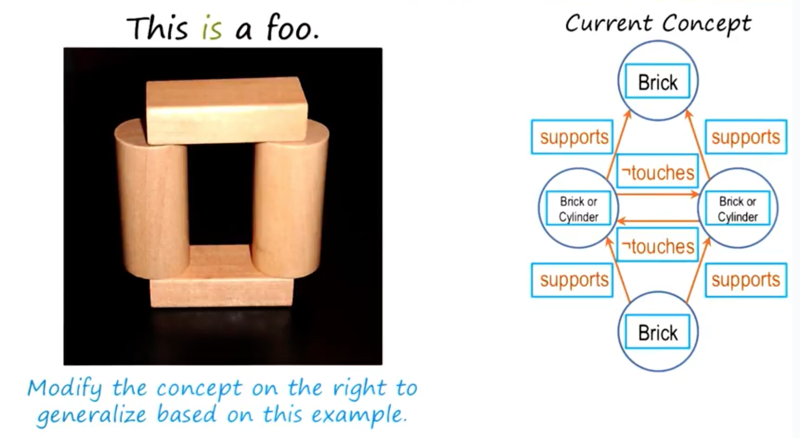 This is a foo.
Current Concept
Brick
supports
supports
¬touches
Brick or
Cylinder
Brick or
Cylinder
¬touches
supports
supports
Brick
Modify the concept on the right to
generalize based on this example.